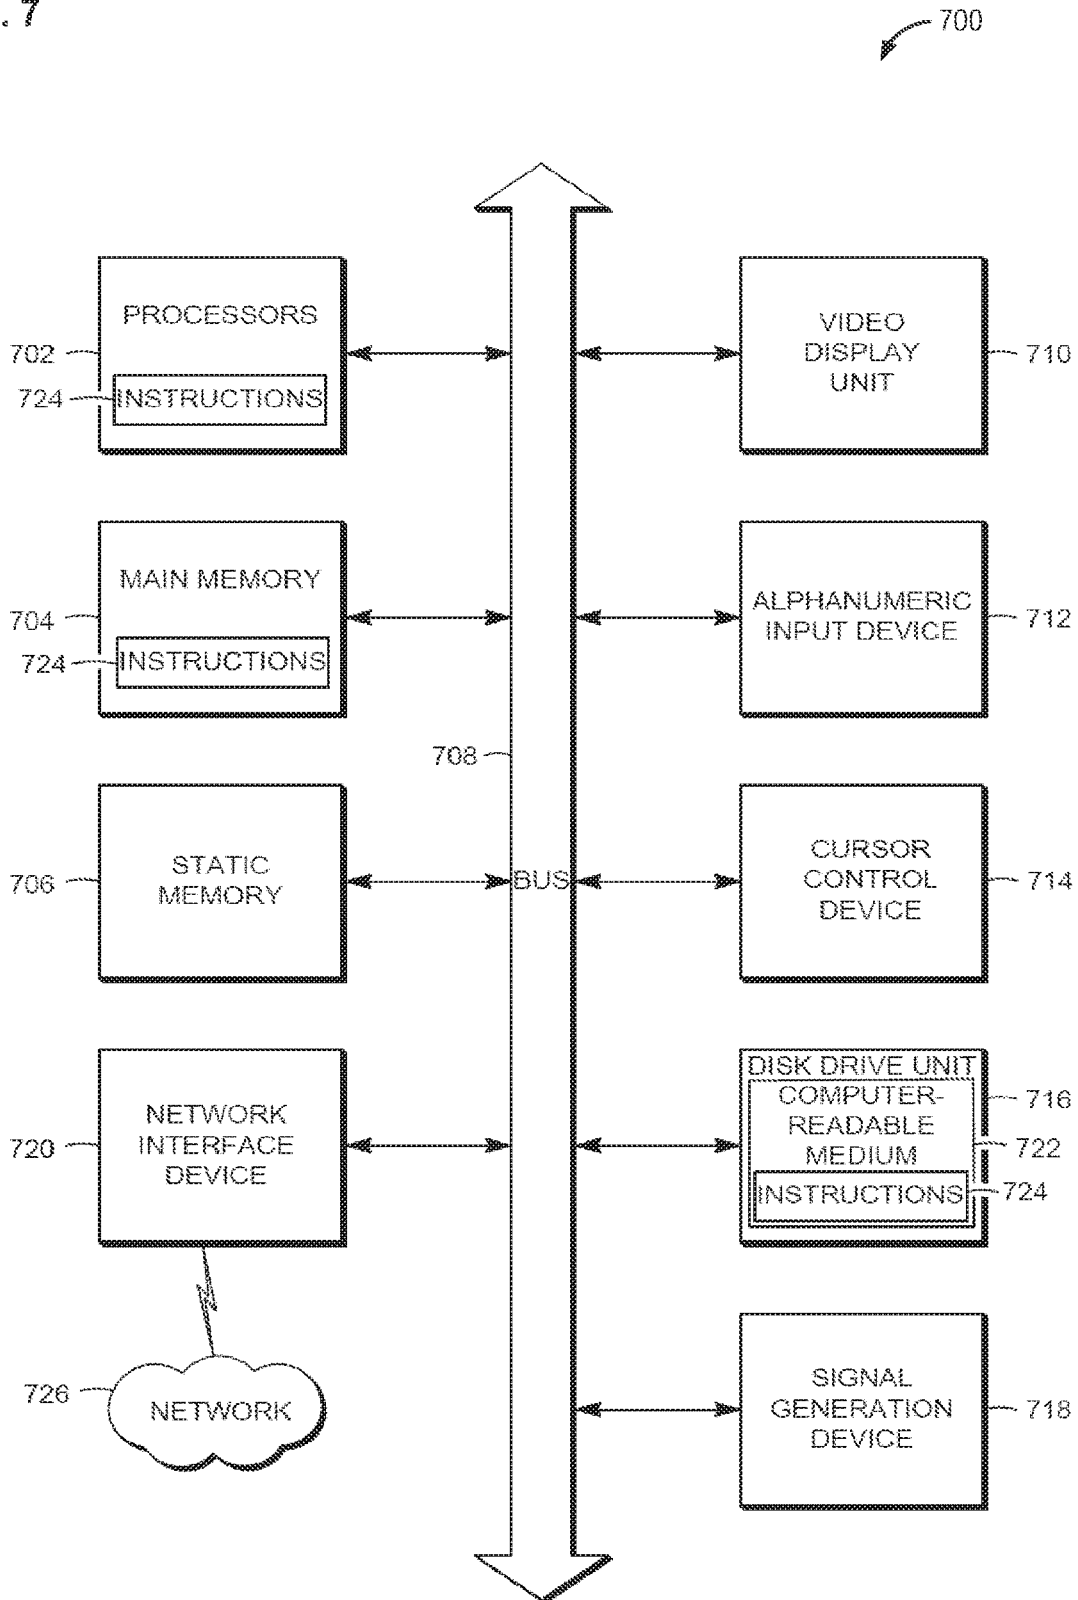 . 7
700
PROCESSORS
702
724
INSTRUCTIONS
VIDEO
DISPLAY
UNIT
710
MAIN MEMORY
704
724
INSTRUCTIONS
ALPHANUMERIC
INPUT DEVICE
712
708
STATIC
MEMORY
706
BUS
CURSOR
CONTROL
DEVICE
714
NETWORK
INTERFACE
DEVICE
720
DISK DRIVE UNIT
COMPUTER-
READABLE
MEDIUM
INSTRUCTIONS
716
722
724
726
NETWORK
SIGNAL
GENERATION
DEVICE
718